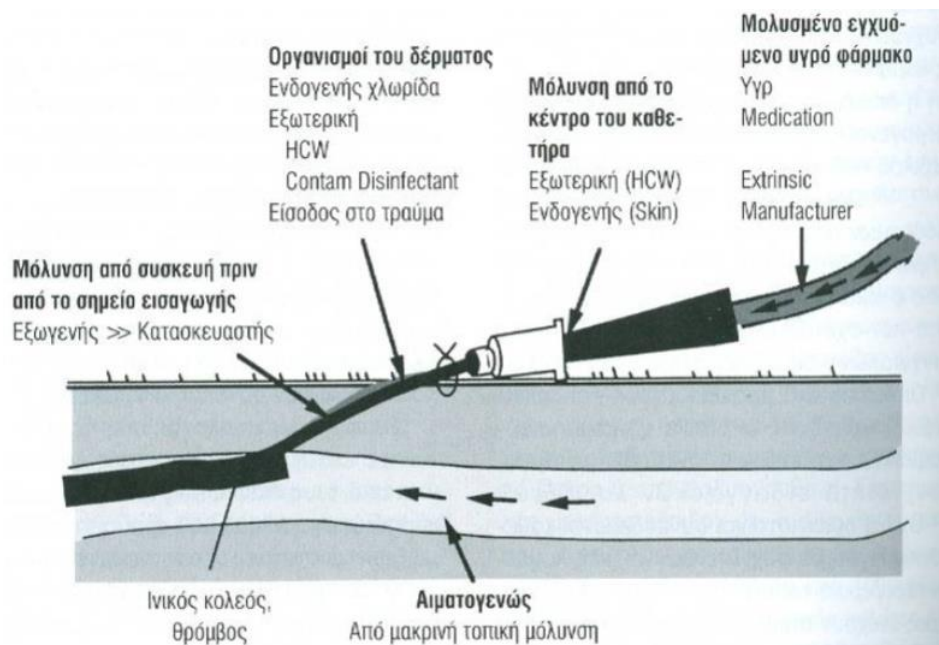 Οργανισμοί του δέρματος
Ενδογενής χλωρίδα
Εξωτερική
HCW
Contam Disinfectant
Είσοδος στο τραύμα
Μόλυνση από το
κέντρο του καθε-
τήρα
Εξωτερική (HCW)
Ενδογενής (Skin)
Μολυσμένο εγχυό-
μενο υγρό φάρμακο
Υγρ
Medication
Extrinsic
Manufacturer
Μόλυνση από συσκευή πριν
από το σημείο εισαγωγής
Εξωγενής >> Κατασκευαστής
Ινικός κολεός,
θρόμβος
Αιματογενώς
Από μακρινή τοπική μόλυνση